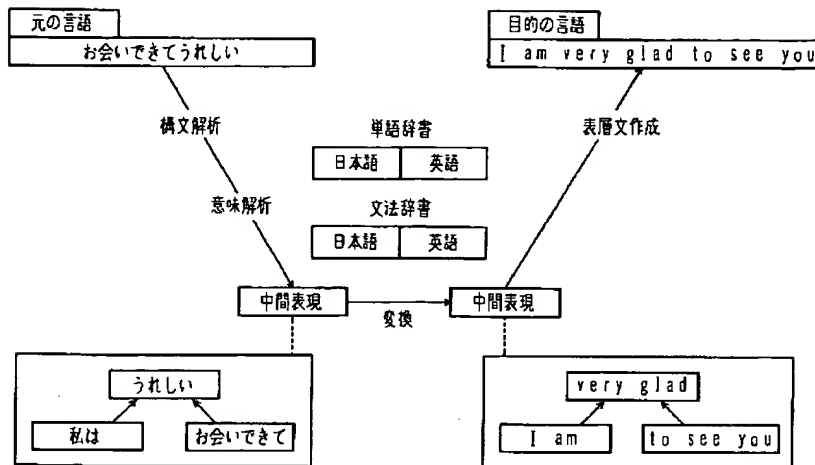 元の言語
お会いできてうれしい
目的の言語
I am very glad to see you
構文解析
意味解析
単語辞書
日本語 英語
文法辞書
日本語 英語
表層文作成
中間表現
変換
中間表現
うれしい
私は
お会いできて
very glad
I am
to see you